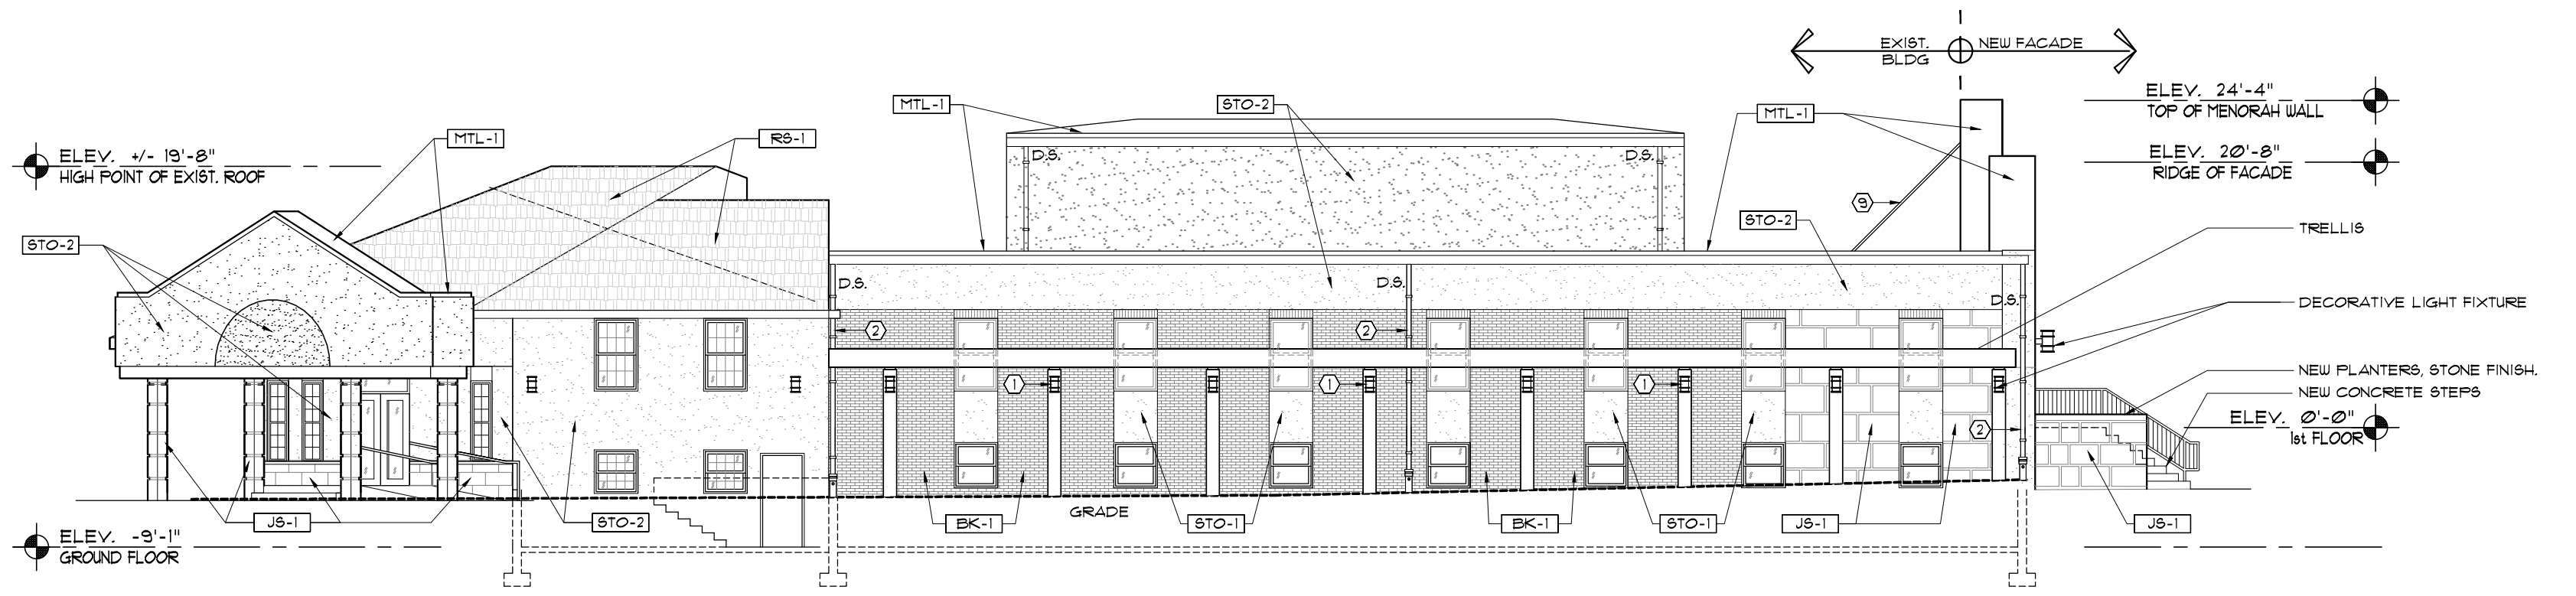 EXIST.
BLDG
NEW FACADE
ELEV. 24'-4"
TOP OF MENORAH WALL
MTL-1
STO-2
MTL-1
MTL-1
RS-1
ELEV. +/- 19'-8"
HIGH POINT OF EXIST. ROOF
D.S.
D.S.
ELEV. 20'-8"
RIDGE OF FACADE
9
STO-2
STO-2
TRELLIS
D.S.
D.S.
D.S.
DECORATIVE LIGHT FIXTURE
2
2
1
1
1
NEW PLANTERS, STONE FINISH.
NEW CONCRETE STEPS
ELEV. 0'-0"
1st FLOOR
2
GRADE
JS-1
STO-2
BK-1
STO-1
BK-1
STO-1
JS-1
JS-1
ELEV. -9'-1"
GROUND FLOOR